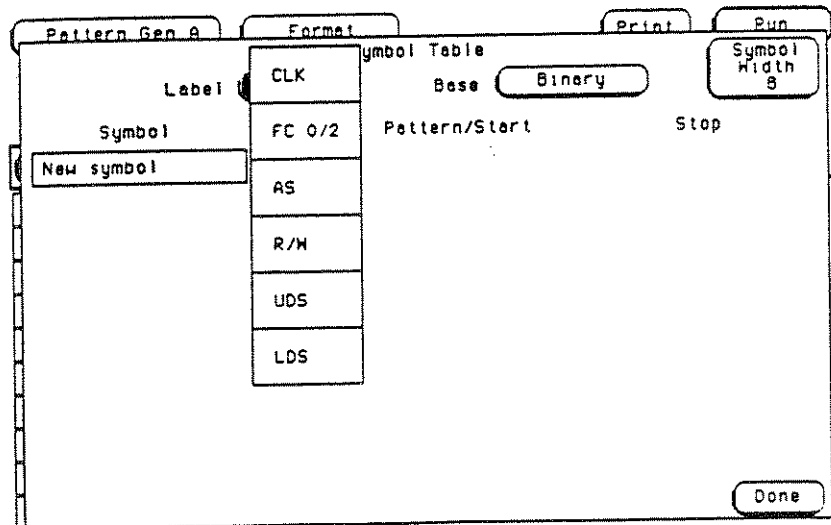 Pattern Gen A Format Print Run
ymbol Table
Symbol Width 8
Label
CLK
Base Binary
Symbol
FC 0/2
Pattern/Start Stop
New symbol
AS
R/W
UDS
LDS
Done